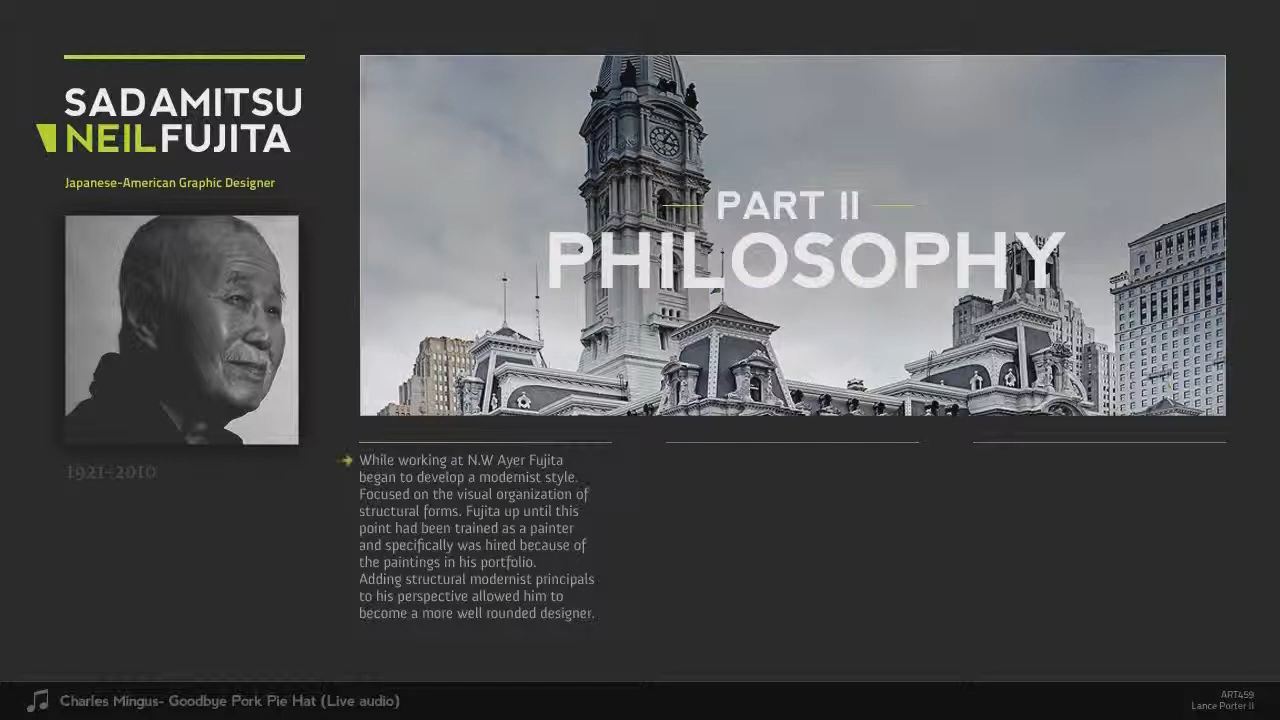 SADAMITSU
NEILFUJITA
Japanese-American Graphic Designer
1921-2010
PART II
PHILOSOPHY
While working at N.W Ayer Fujita
began to develop a modernist style.
Focused on the visual organization of
structural forms. Fujita up until this
point had been trained as a painter
and specifically was hired because of
the paintings in his portfolio.
Adding structural modernist principals
to his perspective allowed him to
become a more well rounded designer.
Charles Mingus- Goodbye Pork Pie Hat (Live audio)
ART459
Lance Porter II